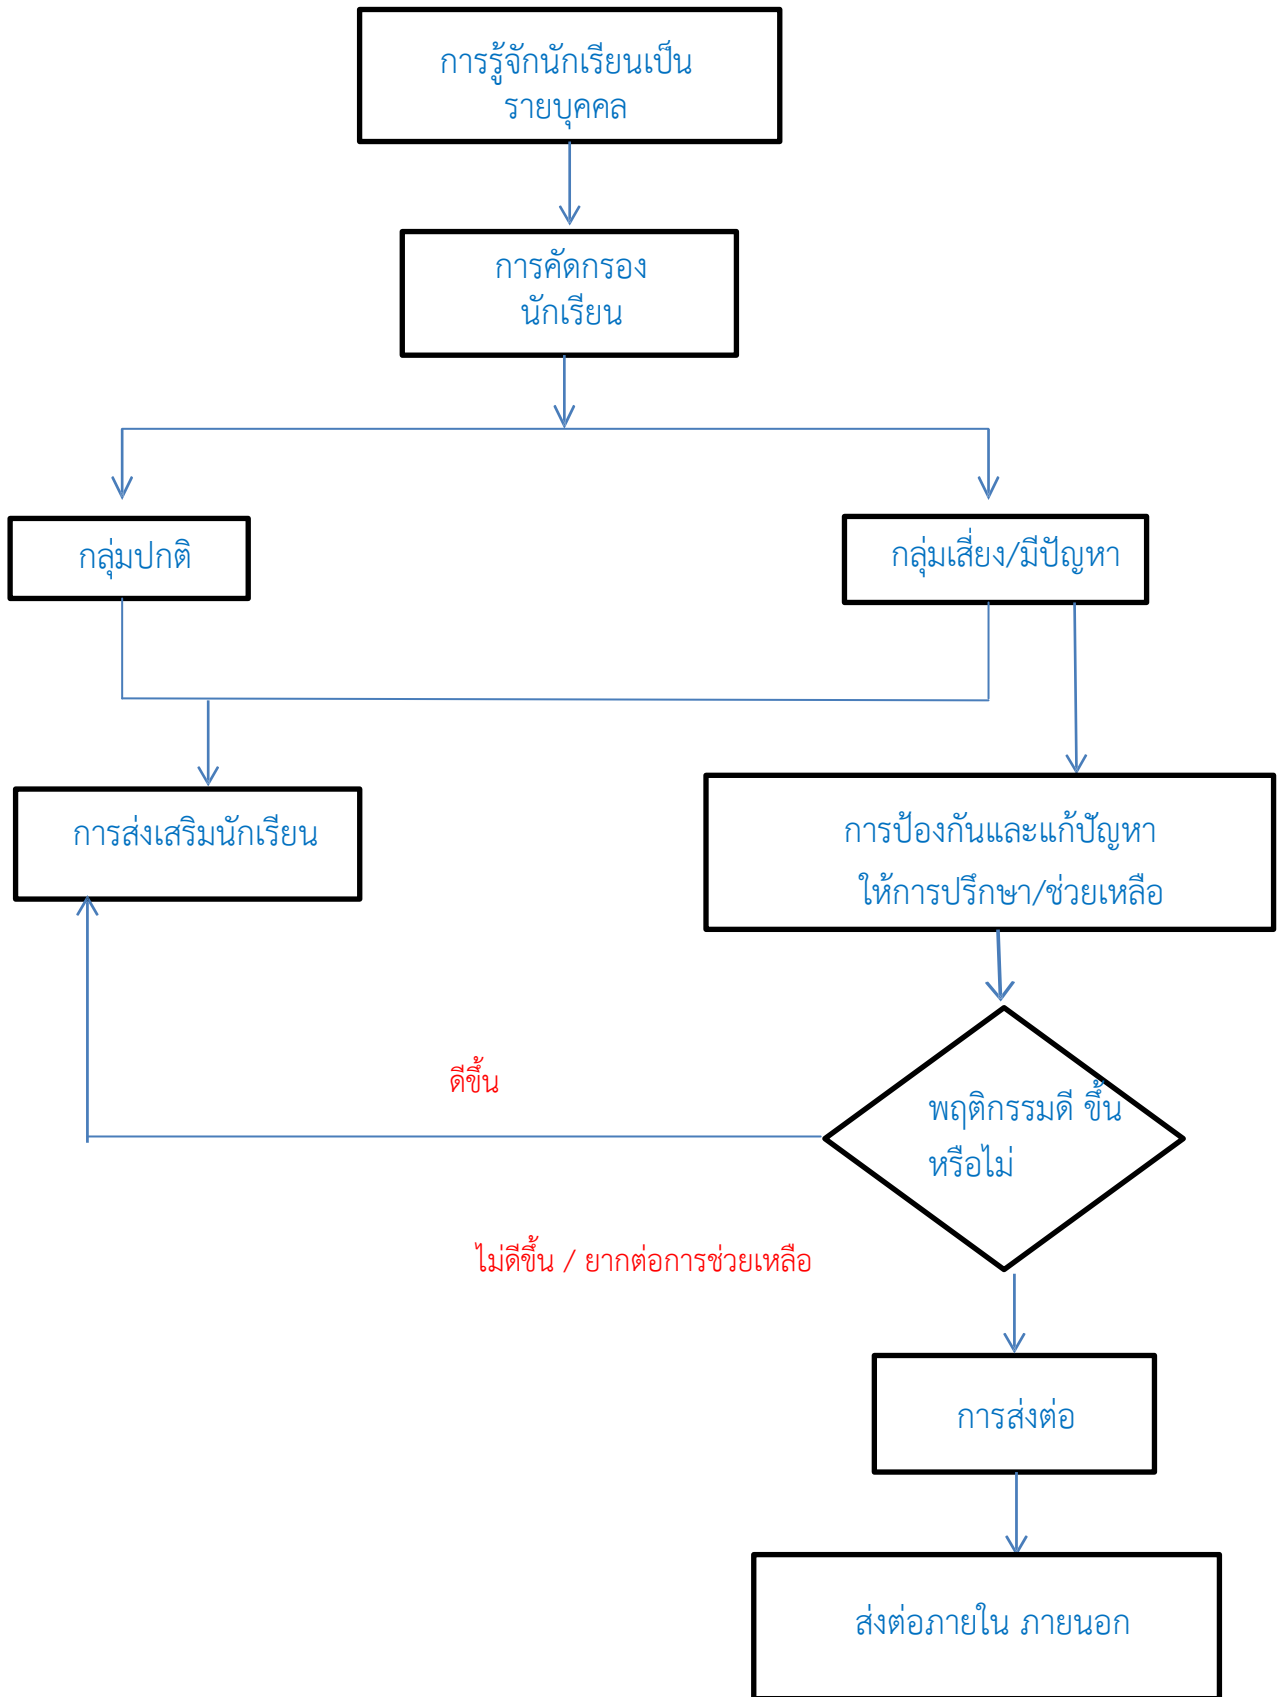 การรู้จักนักเรียนเป็น
รายบุคคล
การคัดกรอง
นักเรียน
กลุ่มปกติ
กลุ่มเสี่ยง/มีปัญหา
การส่งเสริมนักเรียน
การป้องกันและแก้ปัญหา
ให้การปรึกษา/ช่วยเหลือ
ดีขึ้น
พฤติกรรมดี ขึ้น
หรือไม่
ไม่ดีขึ้น / ยากต่อการช่วยเหลือ
การส่งต่อ
ส่งต่อภายใน ภายนอก